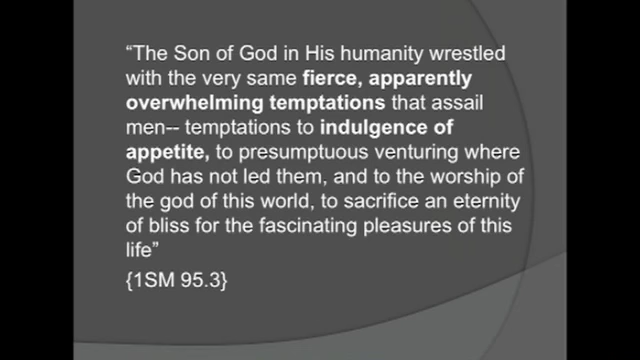 “The Son of God in His humanity wrestled
with the very same fierce, apparently
overwhelming temptations that assail
men-- temptations to indulgence of
appetite, to presumptuous venturing where
God has not led them, and to the worship of
the god of this world, to sacrifice an eternity
of bliss for the fascinating pleasures of this
life”
{1SM 95.3}